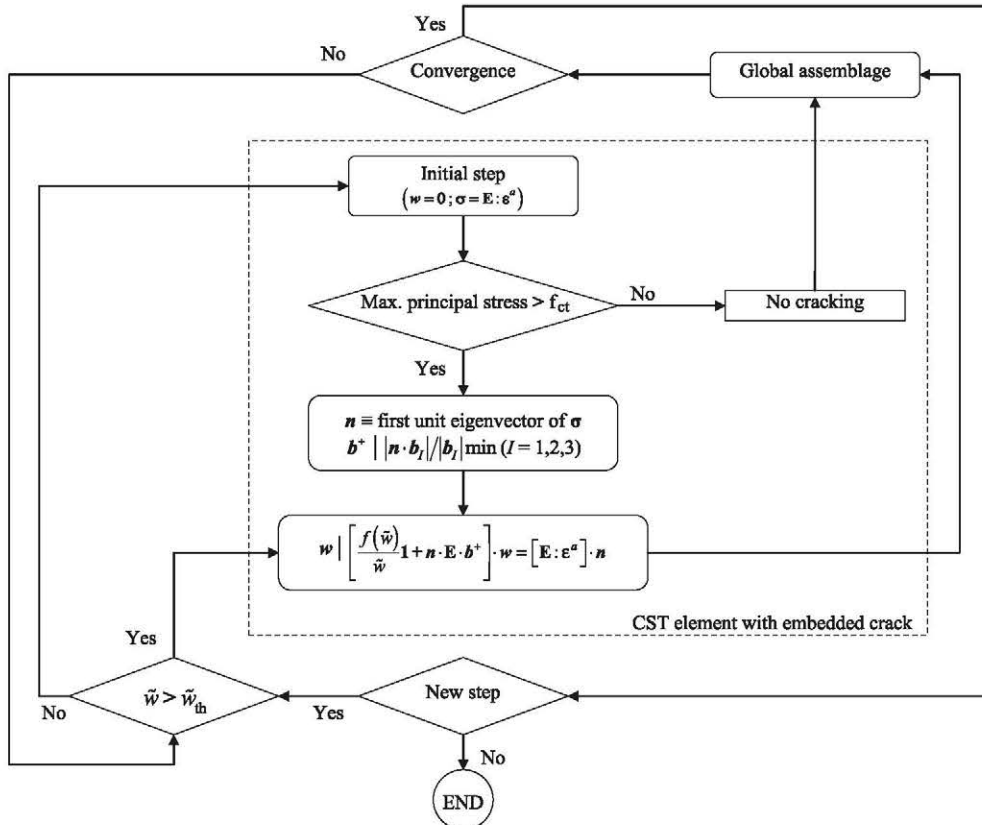 Yes
No
Convergence
Global assemblage
Initial step
(w = 0 ; σ = E : εᵃ)
Max. principal stress > f_ct
No
No cracking
Yes
n ≡ first unit eigenvector of σ
b⁺ | |n · b_I| / |b_I| min (I = 1,2,3)
w | [ f(w̃) / w̃ 1 + n · E · b⁺ ] · w = [E : εᵃ] · n
CST element with embedded crack
Yes
w̃ > w̃_th
No
Yes
New step
No
END